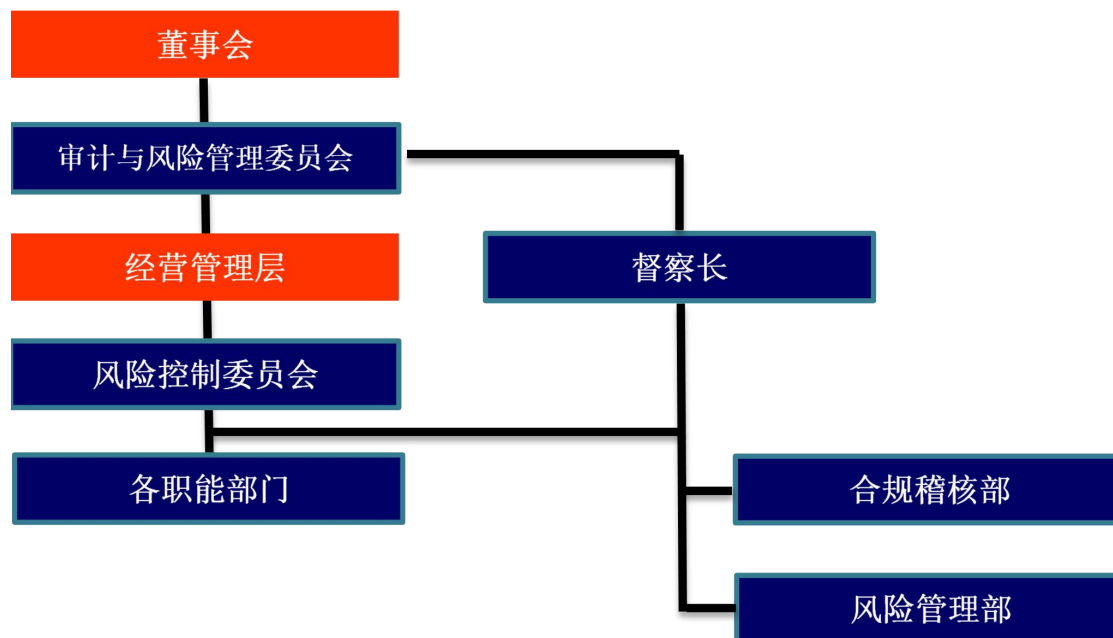 董事会
审计与风险管理委员会
经营管理层
督察长
风险控制委员会
各职能部门
合规稽核部
风险管理部